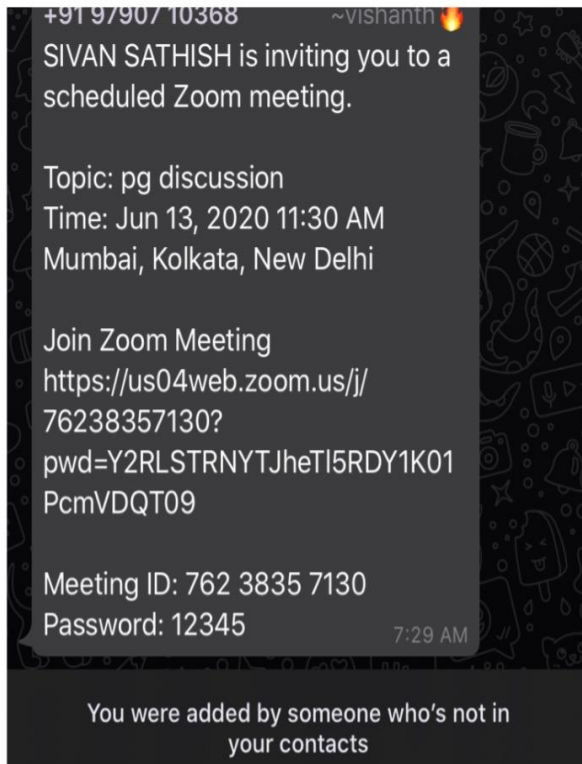 +91 97907 10368 ~vishanth🔥
SIVAN SATHISH is inviting you to a
scheduled Zoom meeting.
Topic: pg discussion
Time: Jun 13, 2020 11:30 AM
Mumbai, Kolkata, New Delhi
Join Zoom Meeting
https://us04web.zoom.us/j/
76238357130?
pwd=Y2RLSTRNYTJheTl5RDY1K01
PcmVDQT09
Meeting ID: 762 3835 7130
Password: 12345
7:29 AM
You were added by someone who's not in
your contacts